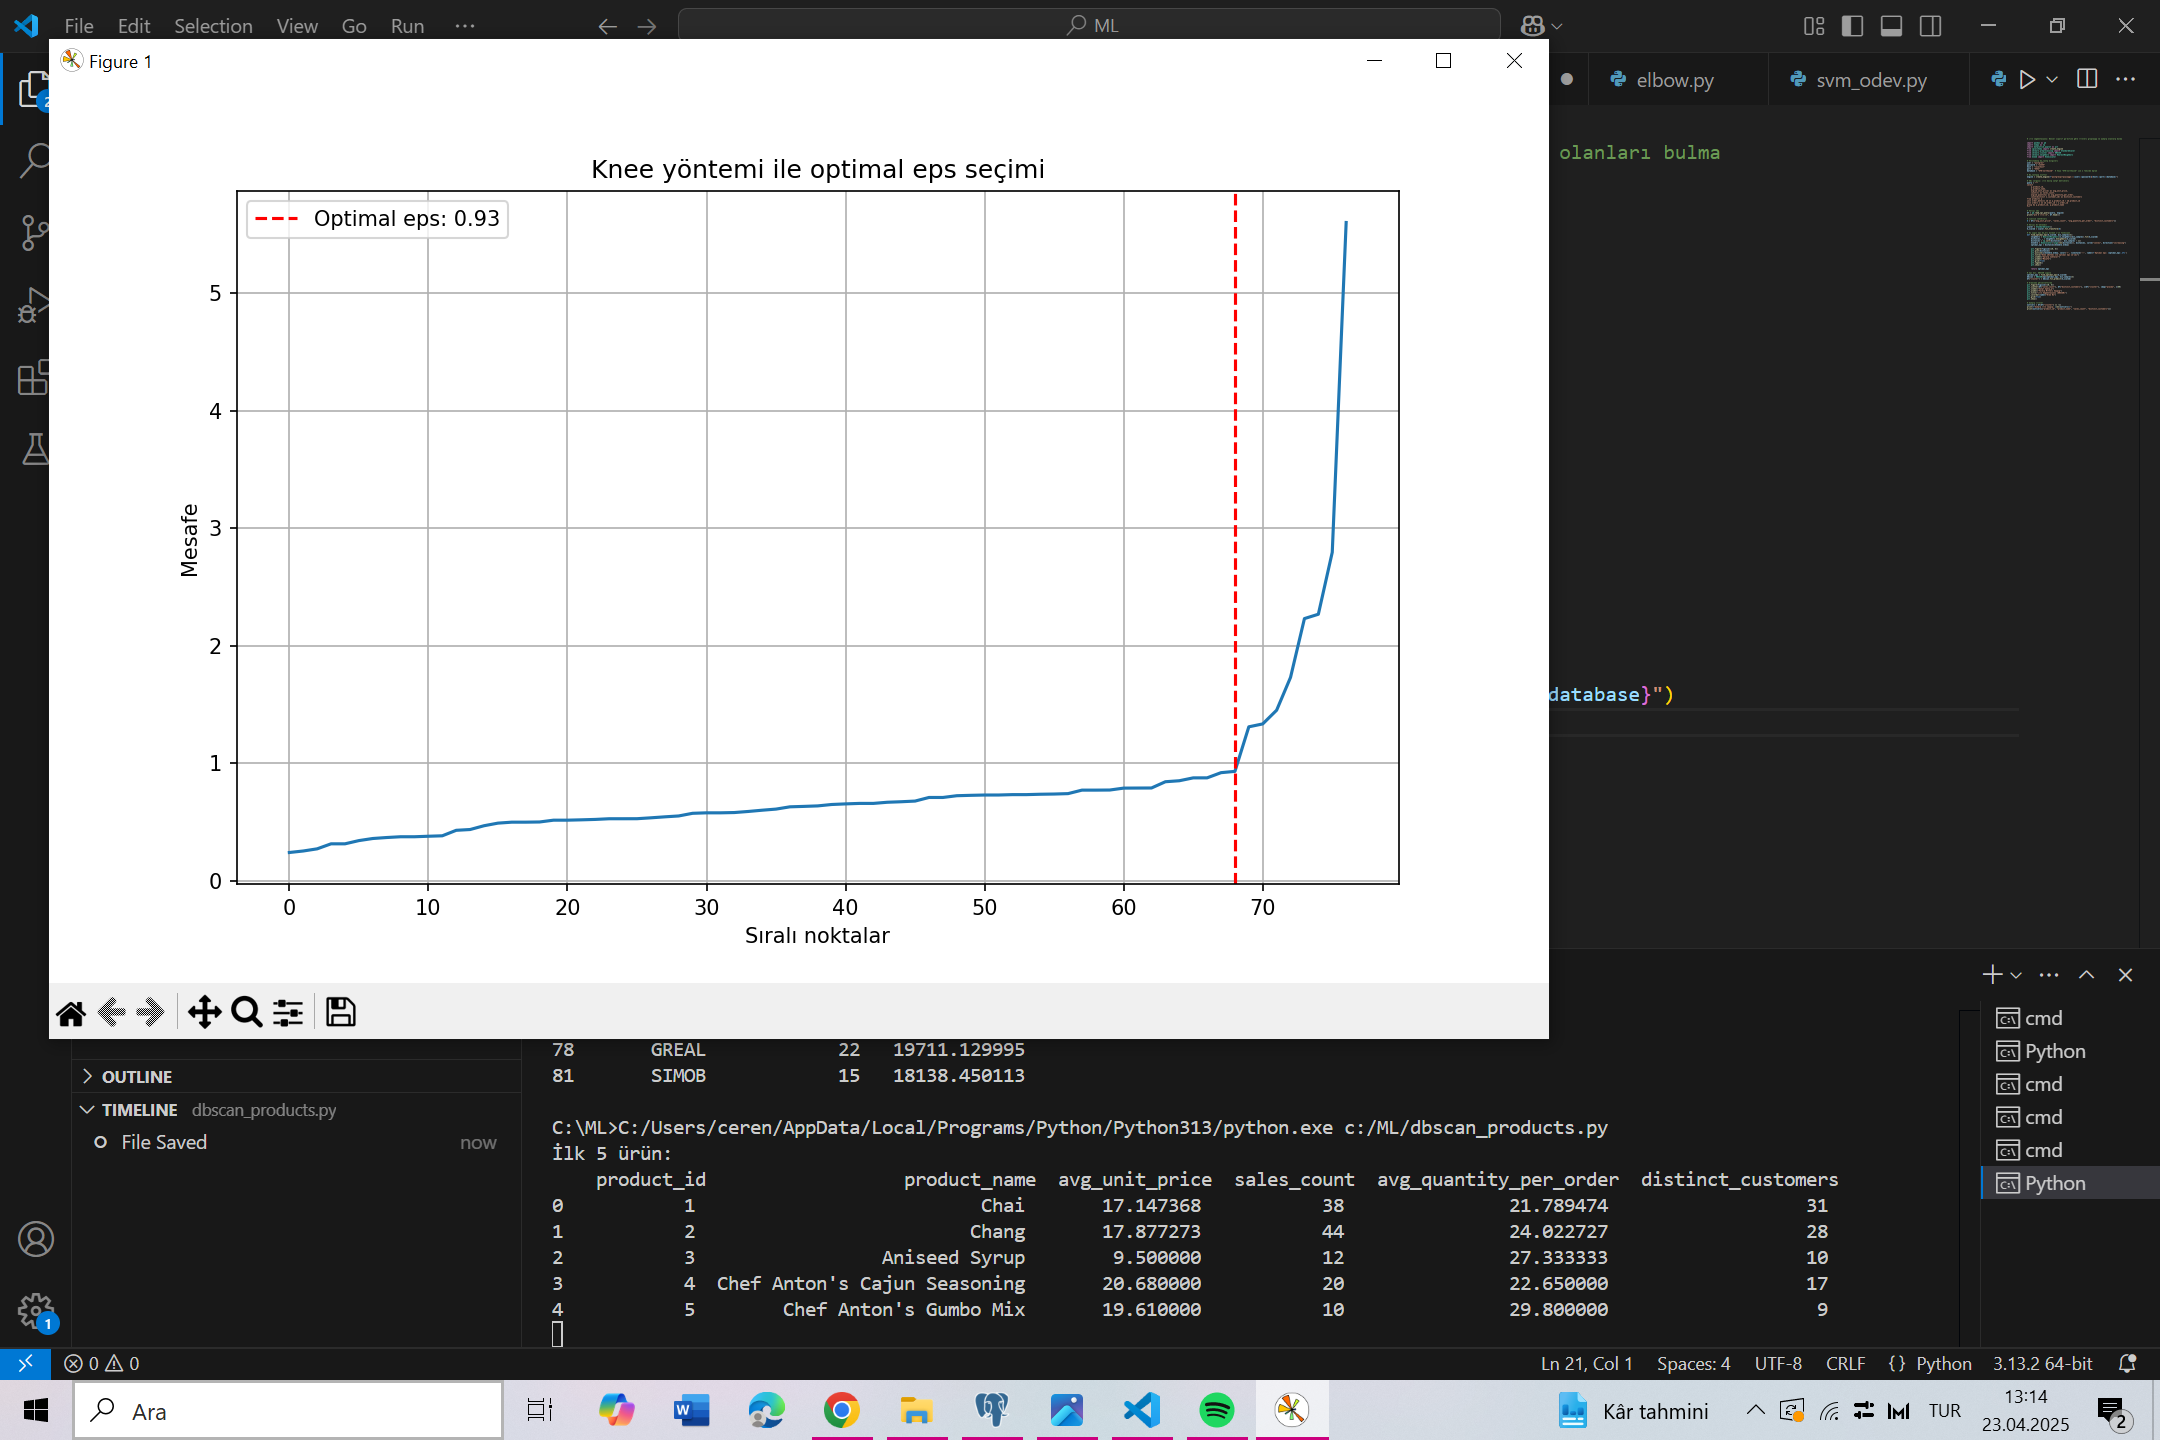 File Edit Selection View Go Run ···
ML
Figure 1
elbow.py
svm_odev.py
olanları bulma
Knee yöntemi ile optimal eps seçimi
Optimal eps: 0.93
5
4
3
2
1
0
Mesafe
0 10 20 30 40 50 60 70
Sıralı noktalar
database}")
2
78 GREAL 22 19711.129995
81 SIMOB 15 18138.450113
C:\ML>C:/Users/ceren/AppData/Local/Programs/Python/Python313/python.exe c:/ML/dbscan_products.py
İlk 5 ürün:
product_id product_name avg_unit_price sales_count avg_quantity_per_order distinct_customers
0 1 Chai 17.147368 38 21.789474 31
1 2 Chang 17.877273 44 24.022727 28
2 3 Aniseed Syrup 9.500000 12 27.333333 10
3 4 Chef Anton's Cajun Seasoning 20.680000 20 22.650000 17
4 5 Chef Anton's Gumbo Mix 19.610000 10 29.800000 9
cmd
Python
cmd
cmd
cmd
Python
OUTLINE
TIMELINE dbscan_products.py
File Saved now
1
0 0
Ln 21, Col 1 Spaces: 4 UTF-8 CRLF {} Python 3.13.2 64-bit
Ara
Kâr tahmini
TUR
13:14
23.04.2025
2